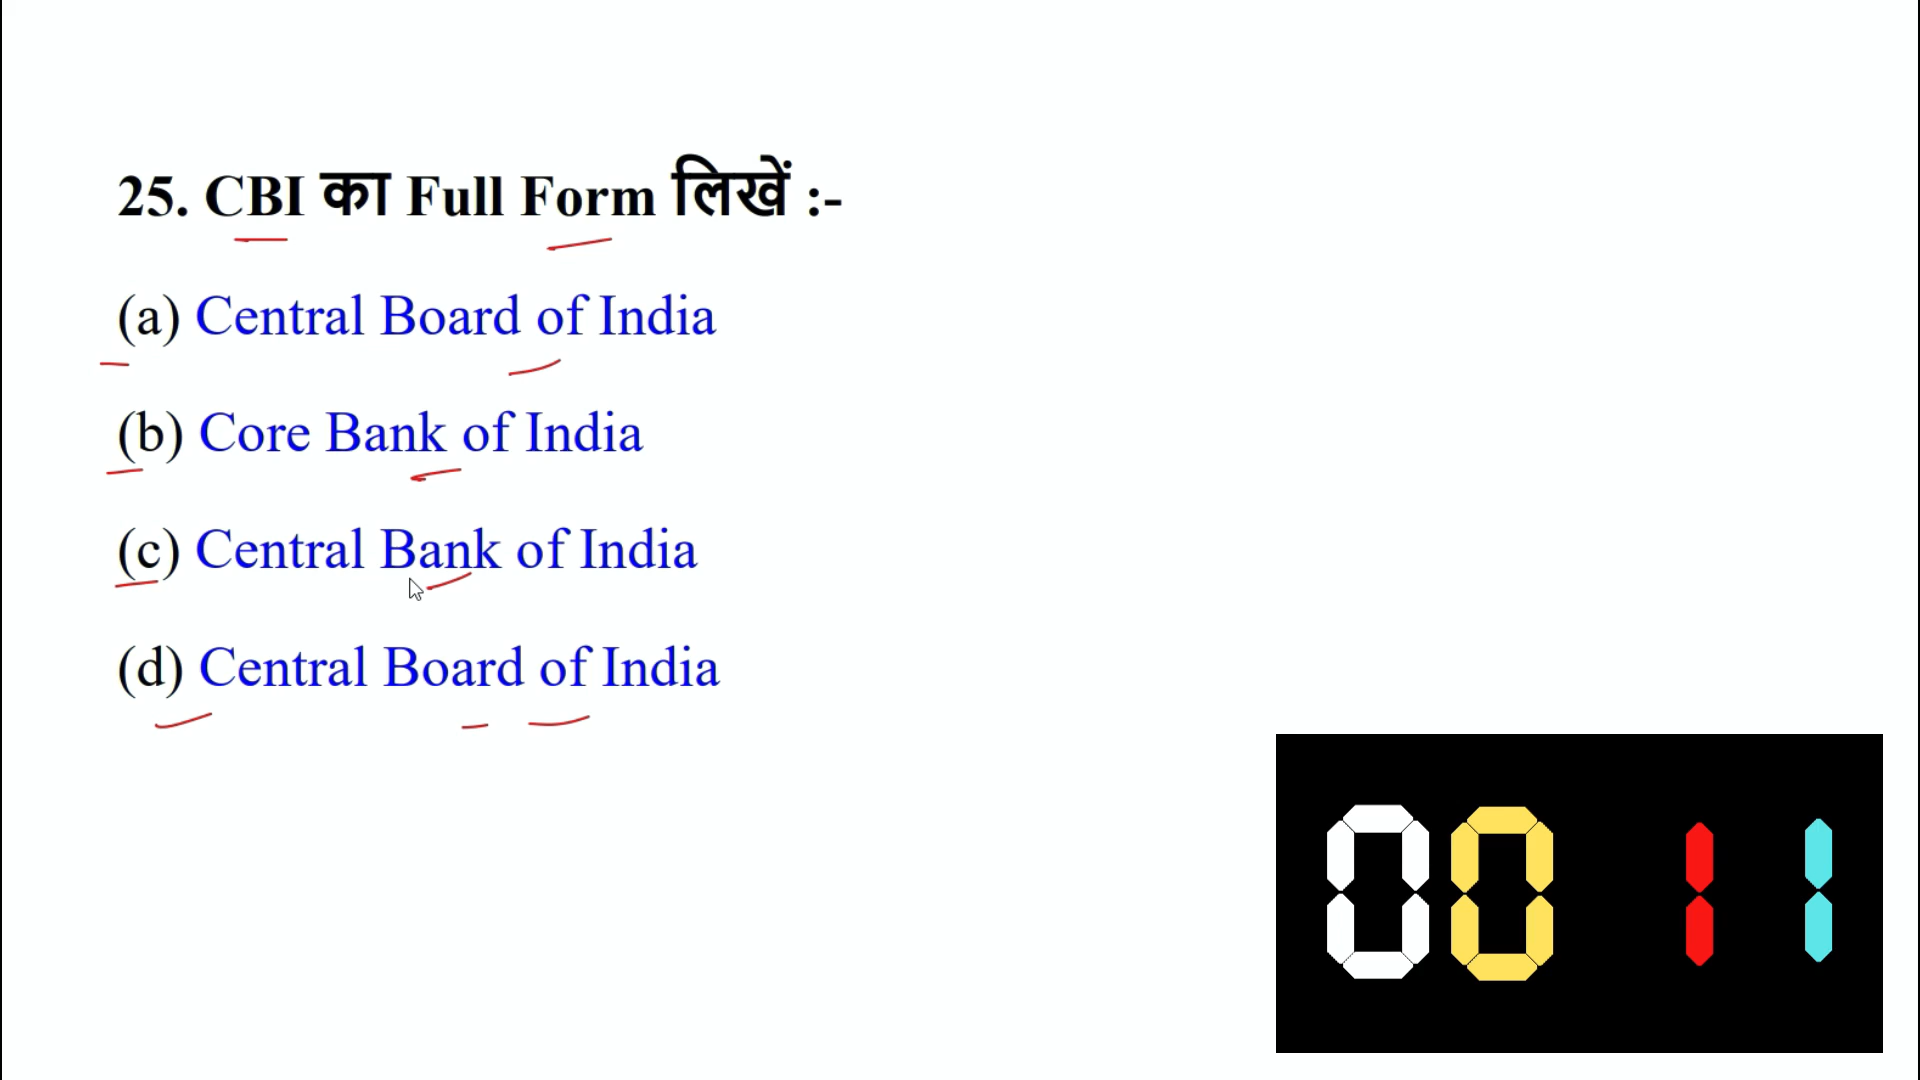 25. CBI का Full Form लिखें :-
(a) Central Board of India
(b) Core Bank of India
(c) Central Bank of India
(d) Central Board of India
00 11